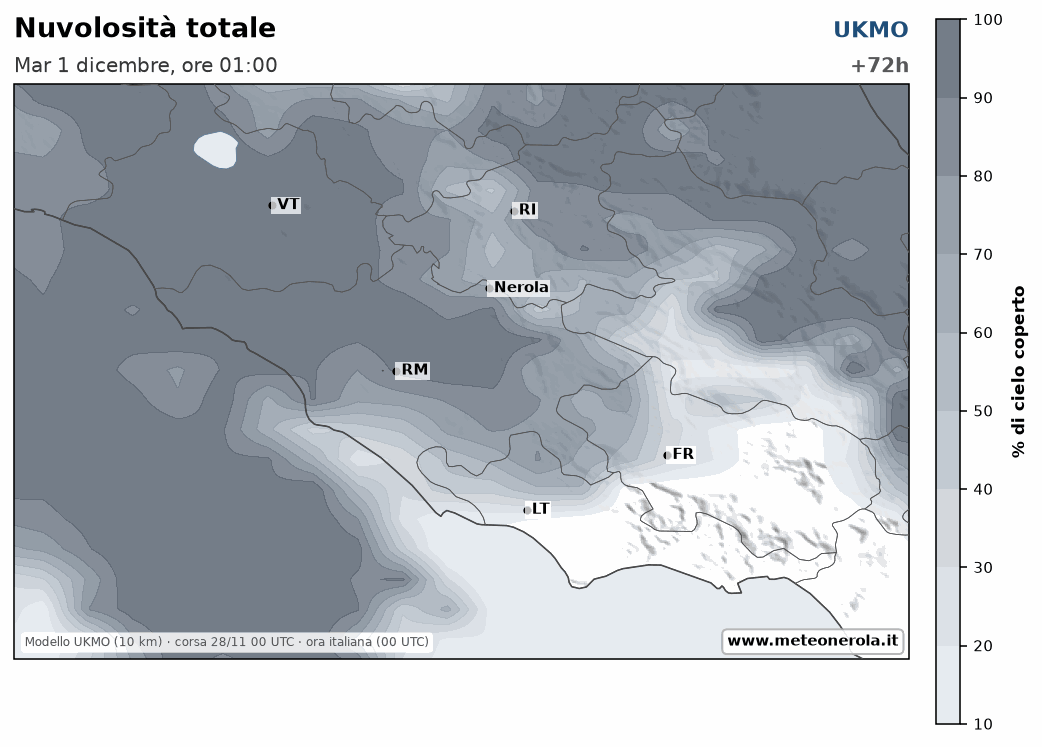 Nuvolosità totale
UKMO
Mar 1 dicembre, ore 01:00
+72h
VT
RI
Nerola
RM
FR
LT
Modello UKMO (10 km) · corsa 28/11 00 UTC · ora italiana (00 UTC)
www.meteonerola.it
100
90
80
70
60
50
40
30
20
10
% di cielo coperto